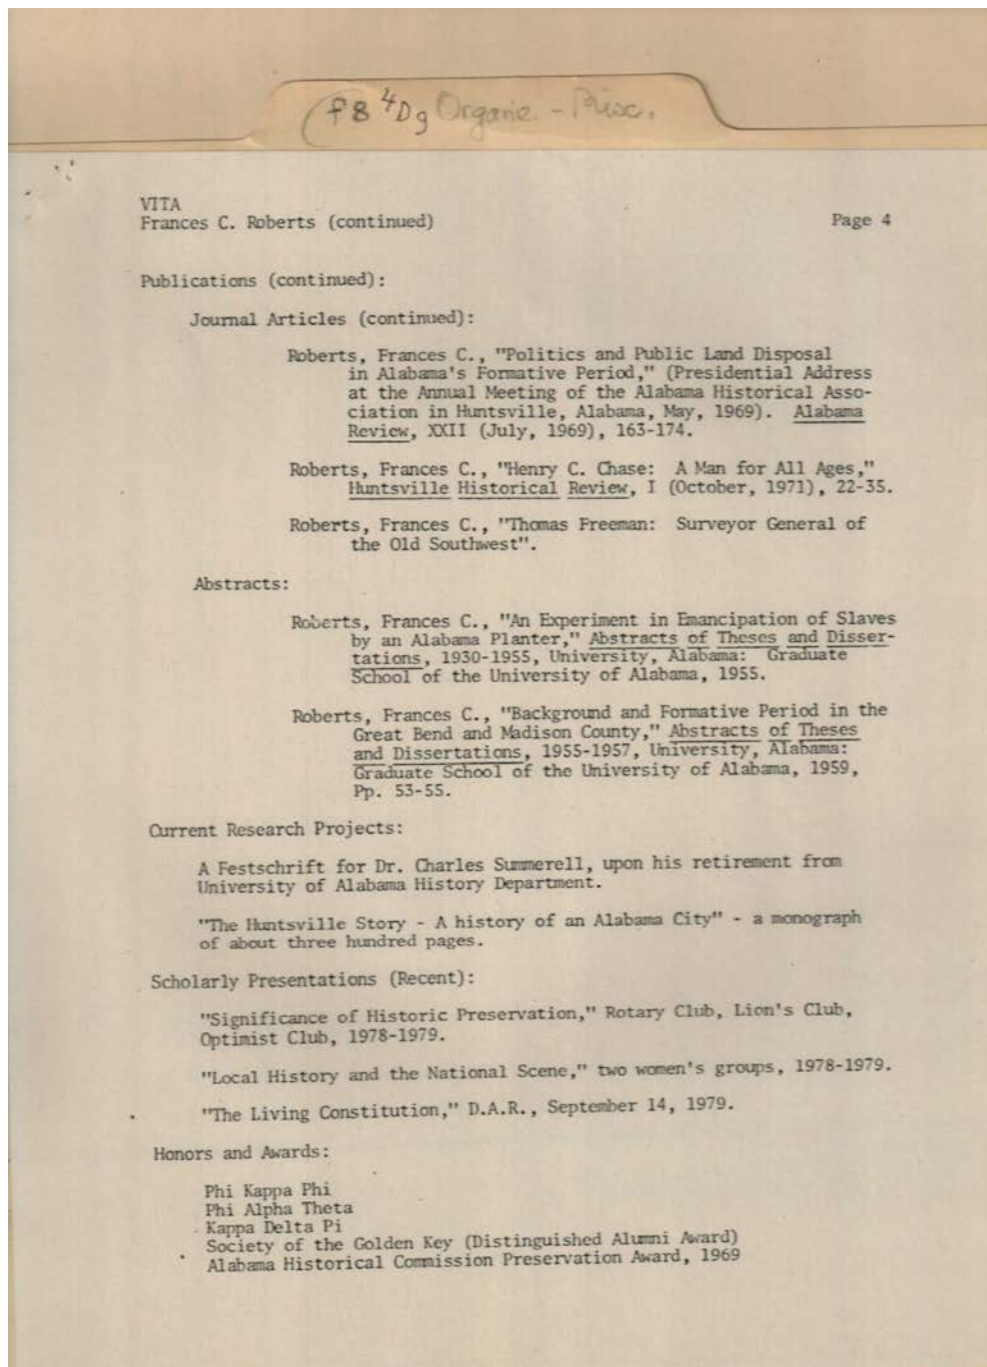 f8 4Dg Organic - Misc.
VITA
Frances C. Roberts (continued) Page 4
Publications (continued):
Journal Articles (continued):
Roberts, Frances C., "Politics and Public Land Disposal
in Alabama's Formative Period," (Presidential Address
at the Annual Meeting of the Alabama Historical Asso-
ciation in Huntsville, Alabama, May, 1969). Alabama
Review, XXII (July, 1969), 163-174.
Roberts, Frances C., "Henry C. Chase: A Man for All Ages,"
Huntsville Historical Review, I (October, 1971), 22-35.
Roberts, Frances C., "Thomas Freeman: Surveyor General of
the Old Southwest".
Abstracts:
Roberts, Frances C., "An Experiment in Emancipation of Slaves
by an Alabama Planter," Abstracts of Theses and Disser-
tations, 1930-1955, University, Alabama: Graduate
School of the University of Alabama, 1955.
Roberts, Frances C., "Background and Formative Period in the
Great Bend and Madison County," Abstracts of Theses
and Dissertations, 1955-1957, University, Alabama:
Graduate School of the University of Alabama, 1959,
Pp. 53-55.
Current Research Projects:
A Festschrift for Dr. Charles Summerell, upon his retirement from
University of Alabama History Department.
"The Huntsville Story - A history of an Alabama City" - a monograph
of about three hundred pages.
Scholarly Presentations (Recent):
"Significance of Historic Preservation," Rotary Club, Lion's Club,
Optimist Club, 1978-1979.
"Local History and the National Scene," two women's groups, 1978-1979.
"The Living Constitution," D.A.R., September 14, 1979.
Honors and Awards:
Phi Kappa Phi
Phi Alpha Theta
Kappa Delta Pi
Society of the Golden Key (Distinguished Alumni Award)
Alabama Historical Commission Preservation Award, 1969